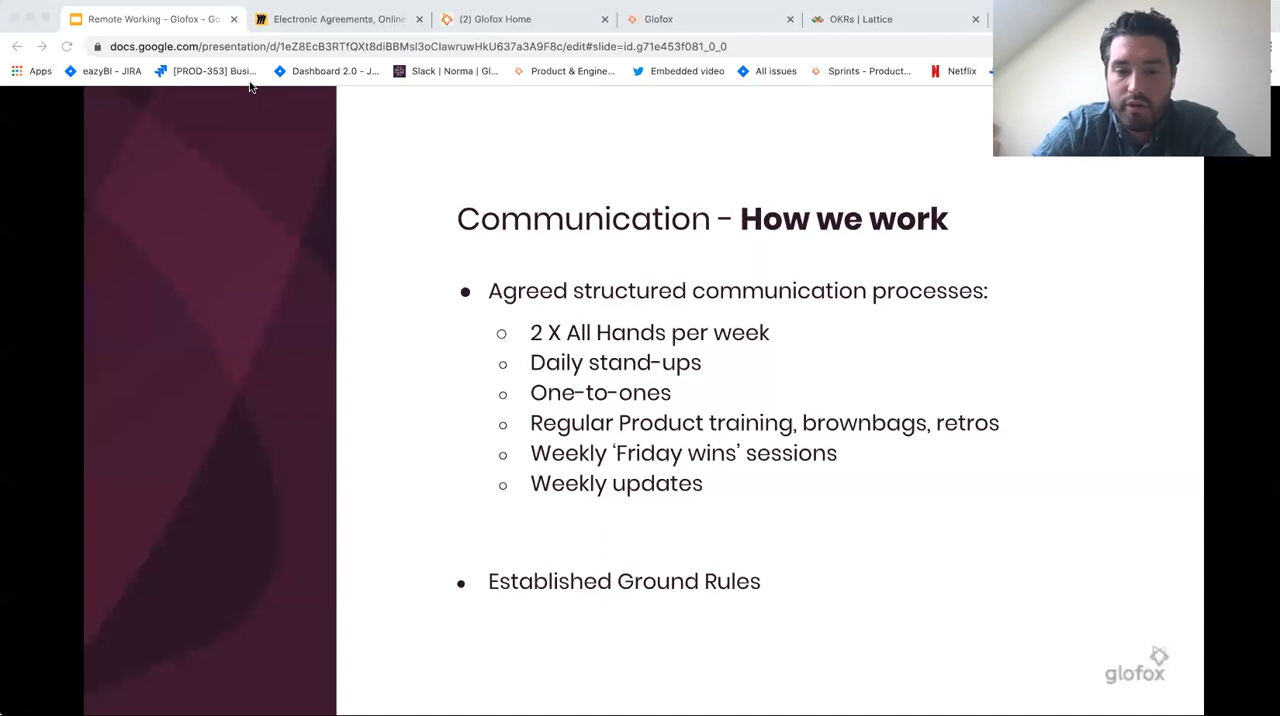 Remote Working - Glofox - Go
Electronic Agreements, Online
(2) Glofox Home
Glofox
OKRs | Lattice
docs.google.com/presentation/d/1eZ8EcB3RTfQXt8diBBMsl3oClawruwHkU637a3A9F8c/edit#slide=id.g71e453f081_0_0
Apps
eazyBI - JIRA
[PROD-353] Busi...
Dashboard 2.0 - J...
Slack | Norma | Gl...
Product & Engine...
Embedded video
All issues
Sprints - Product...
Netflix
Communication - How we work
● Agreed structured communication processes:
○ 2 X All Hands per week
○ Daily stand-ups
○ One-to-ones
○ Regular Product training, brownbags, retros
○ Weekly ‘Friday wins’ sessions
○ Weekly updates
● Established Ground Rules
glofox